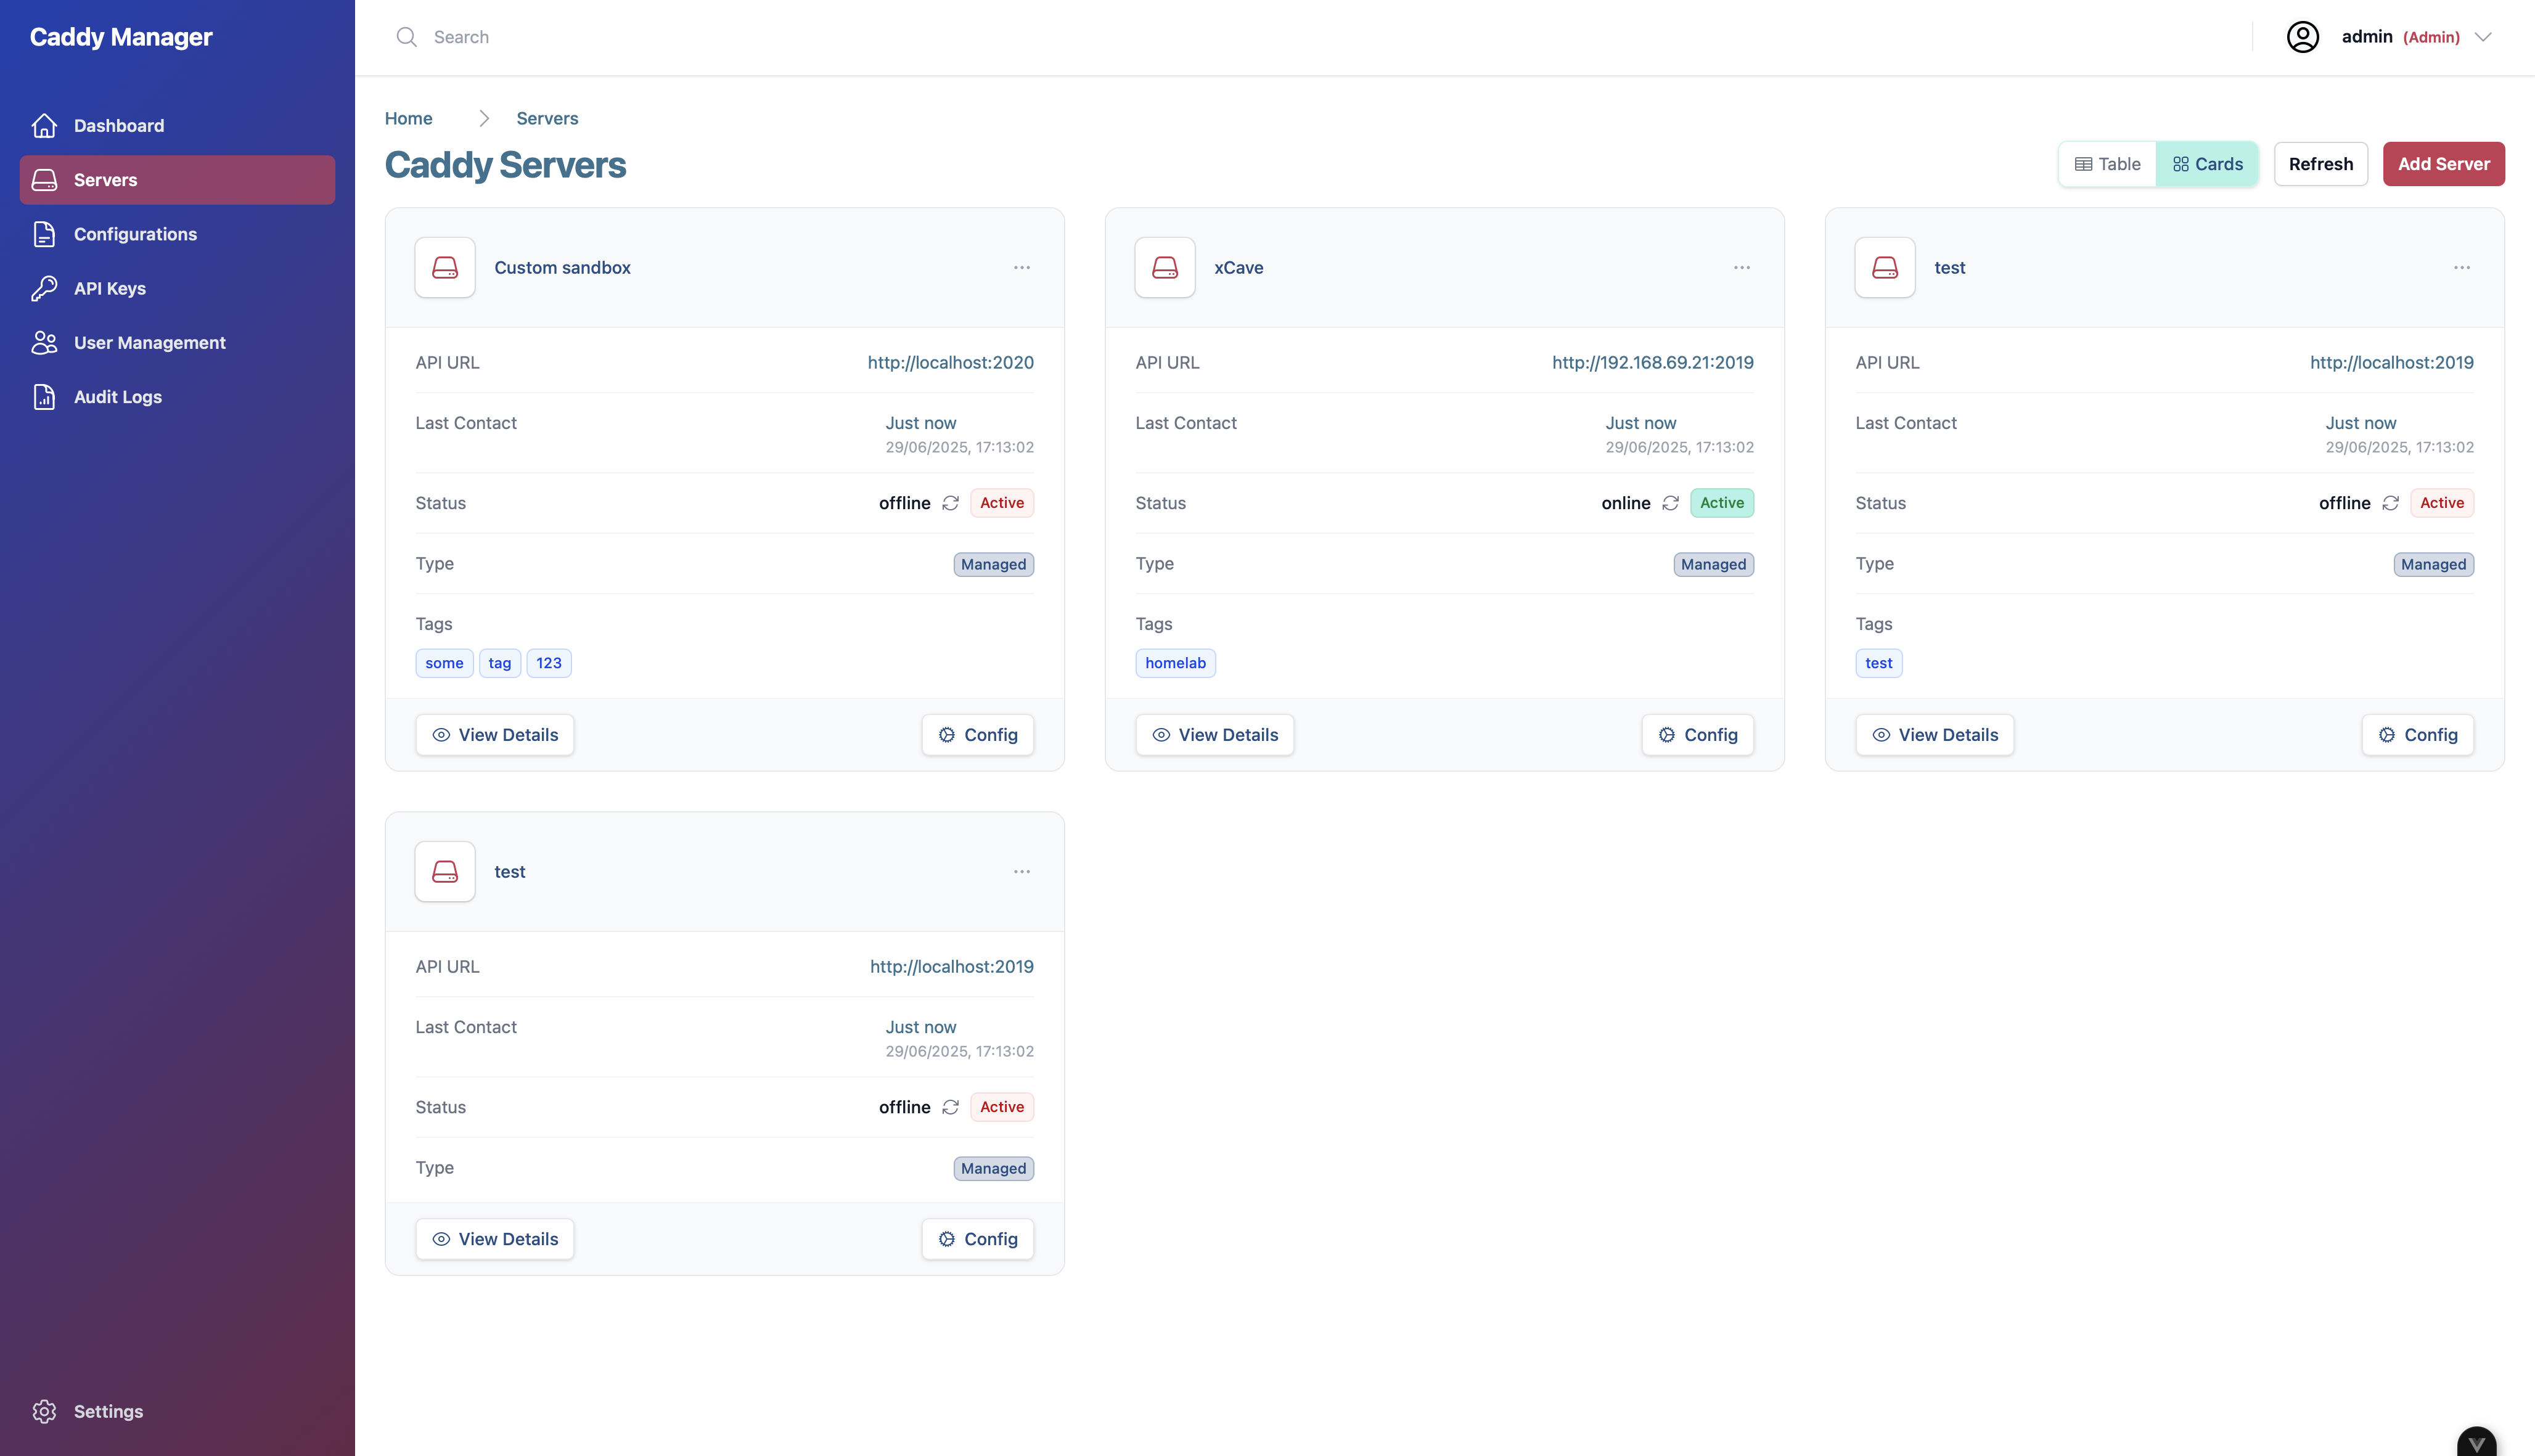 Caddy Manager
Search
admin (Admin)
Dashboard
Servers
Configurations
API Keys
User Management
Audit Logs
Settings
Home Servers
Caddy Servers
Table Cards Refresh Add Server
Custom sandbox
API URL http://localhost:2020
Last Contact Just now
29/06/2025, 17:13:02
Status offline Active
Type Managed
Tags
some tag 123
View Details Config
xCave
API URL http://192.168.69.21:2019
Last Contact Just now
29/06/2025, 17:13:02
Status online Active
Type Managed
Tags
homelab
View Details Config
test
API URL http://localhost:2019
Last Contact Just now
29/06/2025, 17:13:02
Status offline Active
Type Managed
Tags
test
View Details Config
test
API URL http://localhost:2019
Last Contact Just now
29/06/2025, 17:13:02
Status offline Active
Type Managed
View Details Config